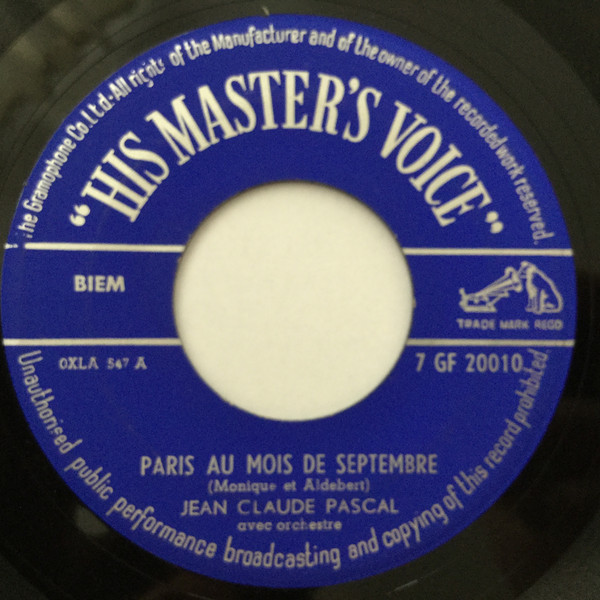 The Gramophone Co. Ltd-All rights of the Manufacturer and of the owner of the recorded work reserved.
"HIS MASTER'S VOICE"
BIEM
TRADE MARK REGD
OXLA 547 A
7 GF 20010
PARIS AU MOIS DE SEPTEMBRE
(Monique et Aldebert)
JEAN CLAUDE PASCAL
avec orchestre
Unauthorised public performance broadcasting and copying of this record prohibited.